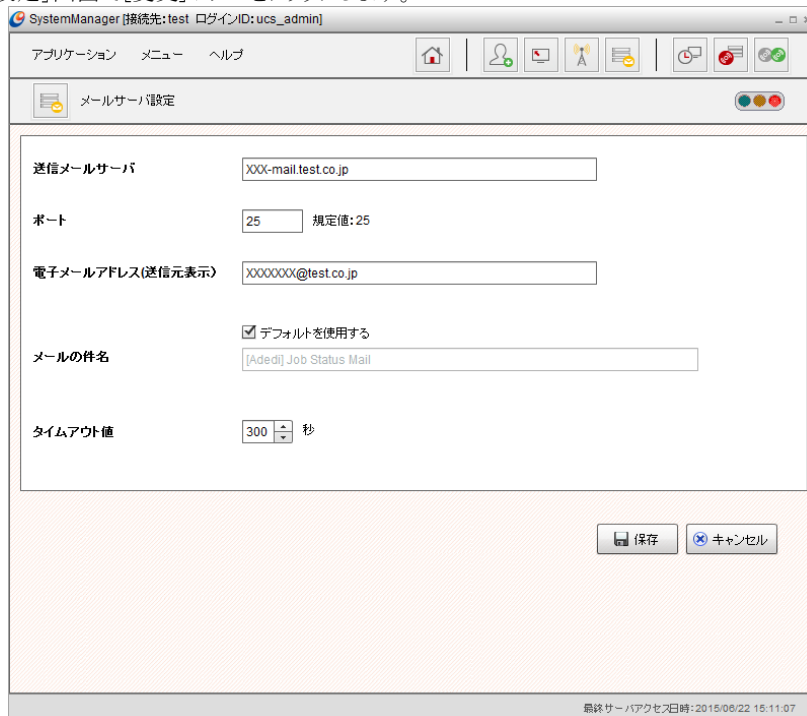 SystemManager [接続先:test ログインID:ucs_admin]
アプリケーション メニュー ヘルプ
メールサーバ設定
送信メールサーバ XXX-mail.test.co.jp
ポート 25 規定値:25
電子メールアドレス(送信元表示) XXXXXXX@test.co.jp
デフォルトを使用する
メールの件名 [Adedi] Job Status Mail
タイムアウト値 300 秒
保存 キャンセル
最終サーバアクセス日時:2015/06/22 15:11:07